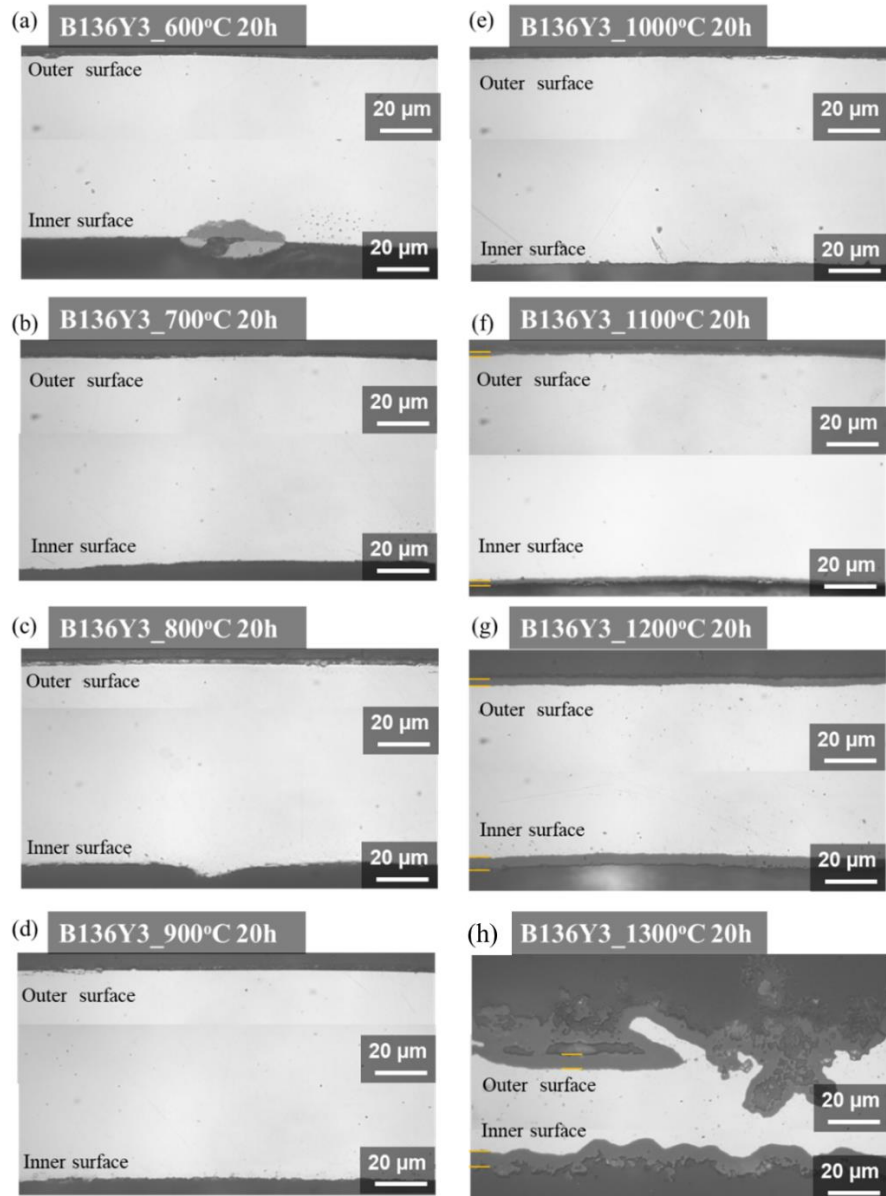 (a)
B136Y3_600°C 20h
Outer surface
20 µm
Inner surface
20 µm
(b)
B136Y3_700°C 20h
Outer surface
20 µm
Inner surface
20 µm
(c)
B136Y3_800°C 20h
Outer surface
20 µm
Inner surface
20 µm
(d)
B136Y3_900°C 20h
Outer surface
20 µm
Inner surface
20 µm
(e)
B136Y3_1000°C 20h
20 µm
Outer surface
Inner surface
20 µm
(f)
B136Y3_1100°C 20h
Outer surface
20 µm
Inner surface
20 µm
(g)
B136Y3_1200°C 20h
Outer surface
20 µm
Inner surface
20 µm
(h)
B136Y3_1300°C 20h
Outer surface
20 µm
Inner surface
20 µm